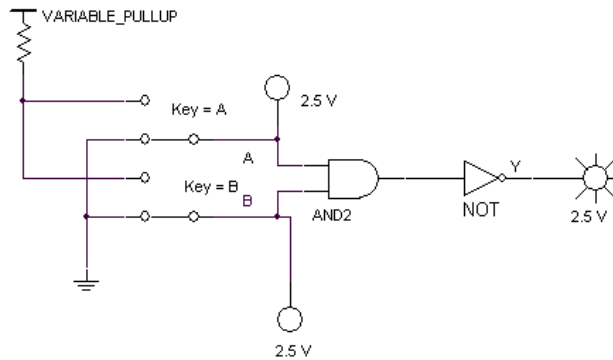 VARIABLE_PULLUP
Key = A
2.5 V
A
Key = B
B
AND2
Y
NOT
2.5 V
2.5 V